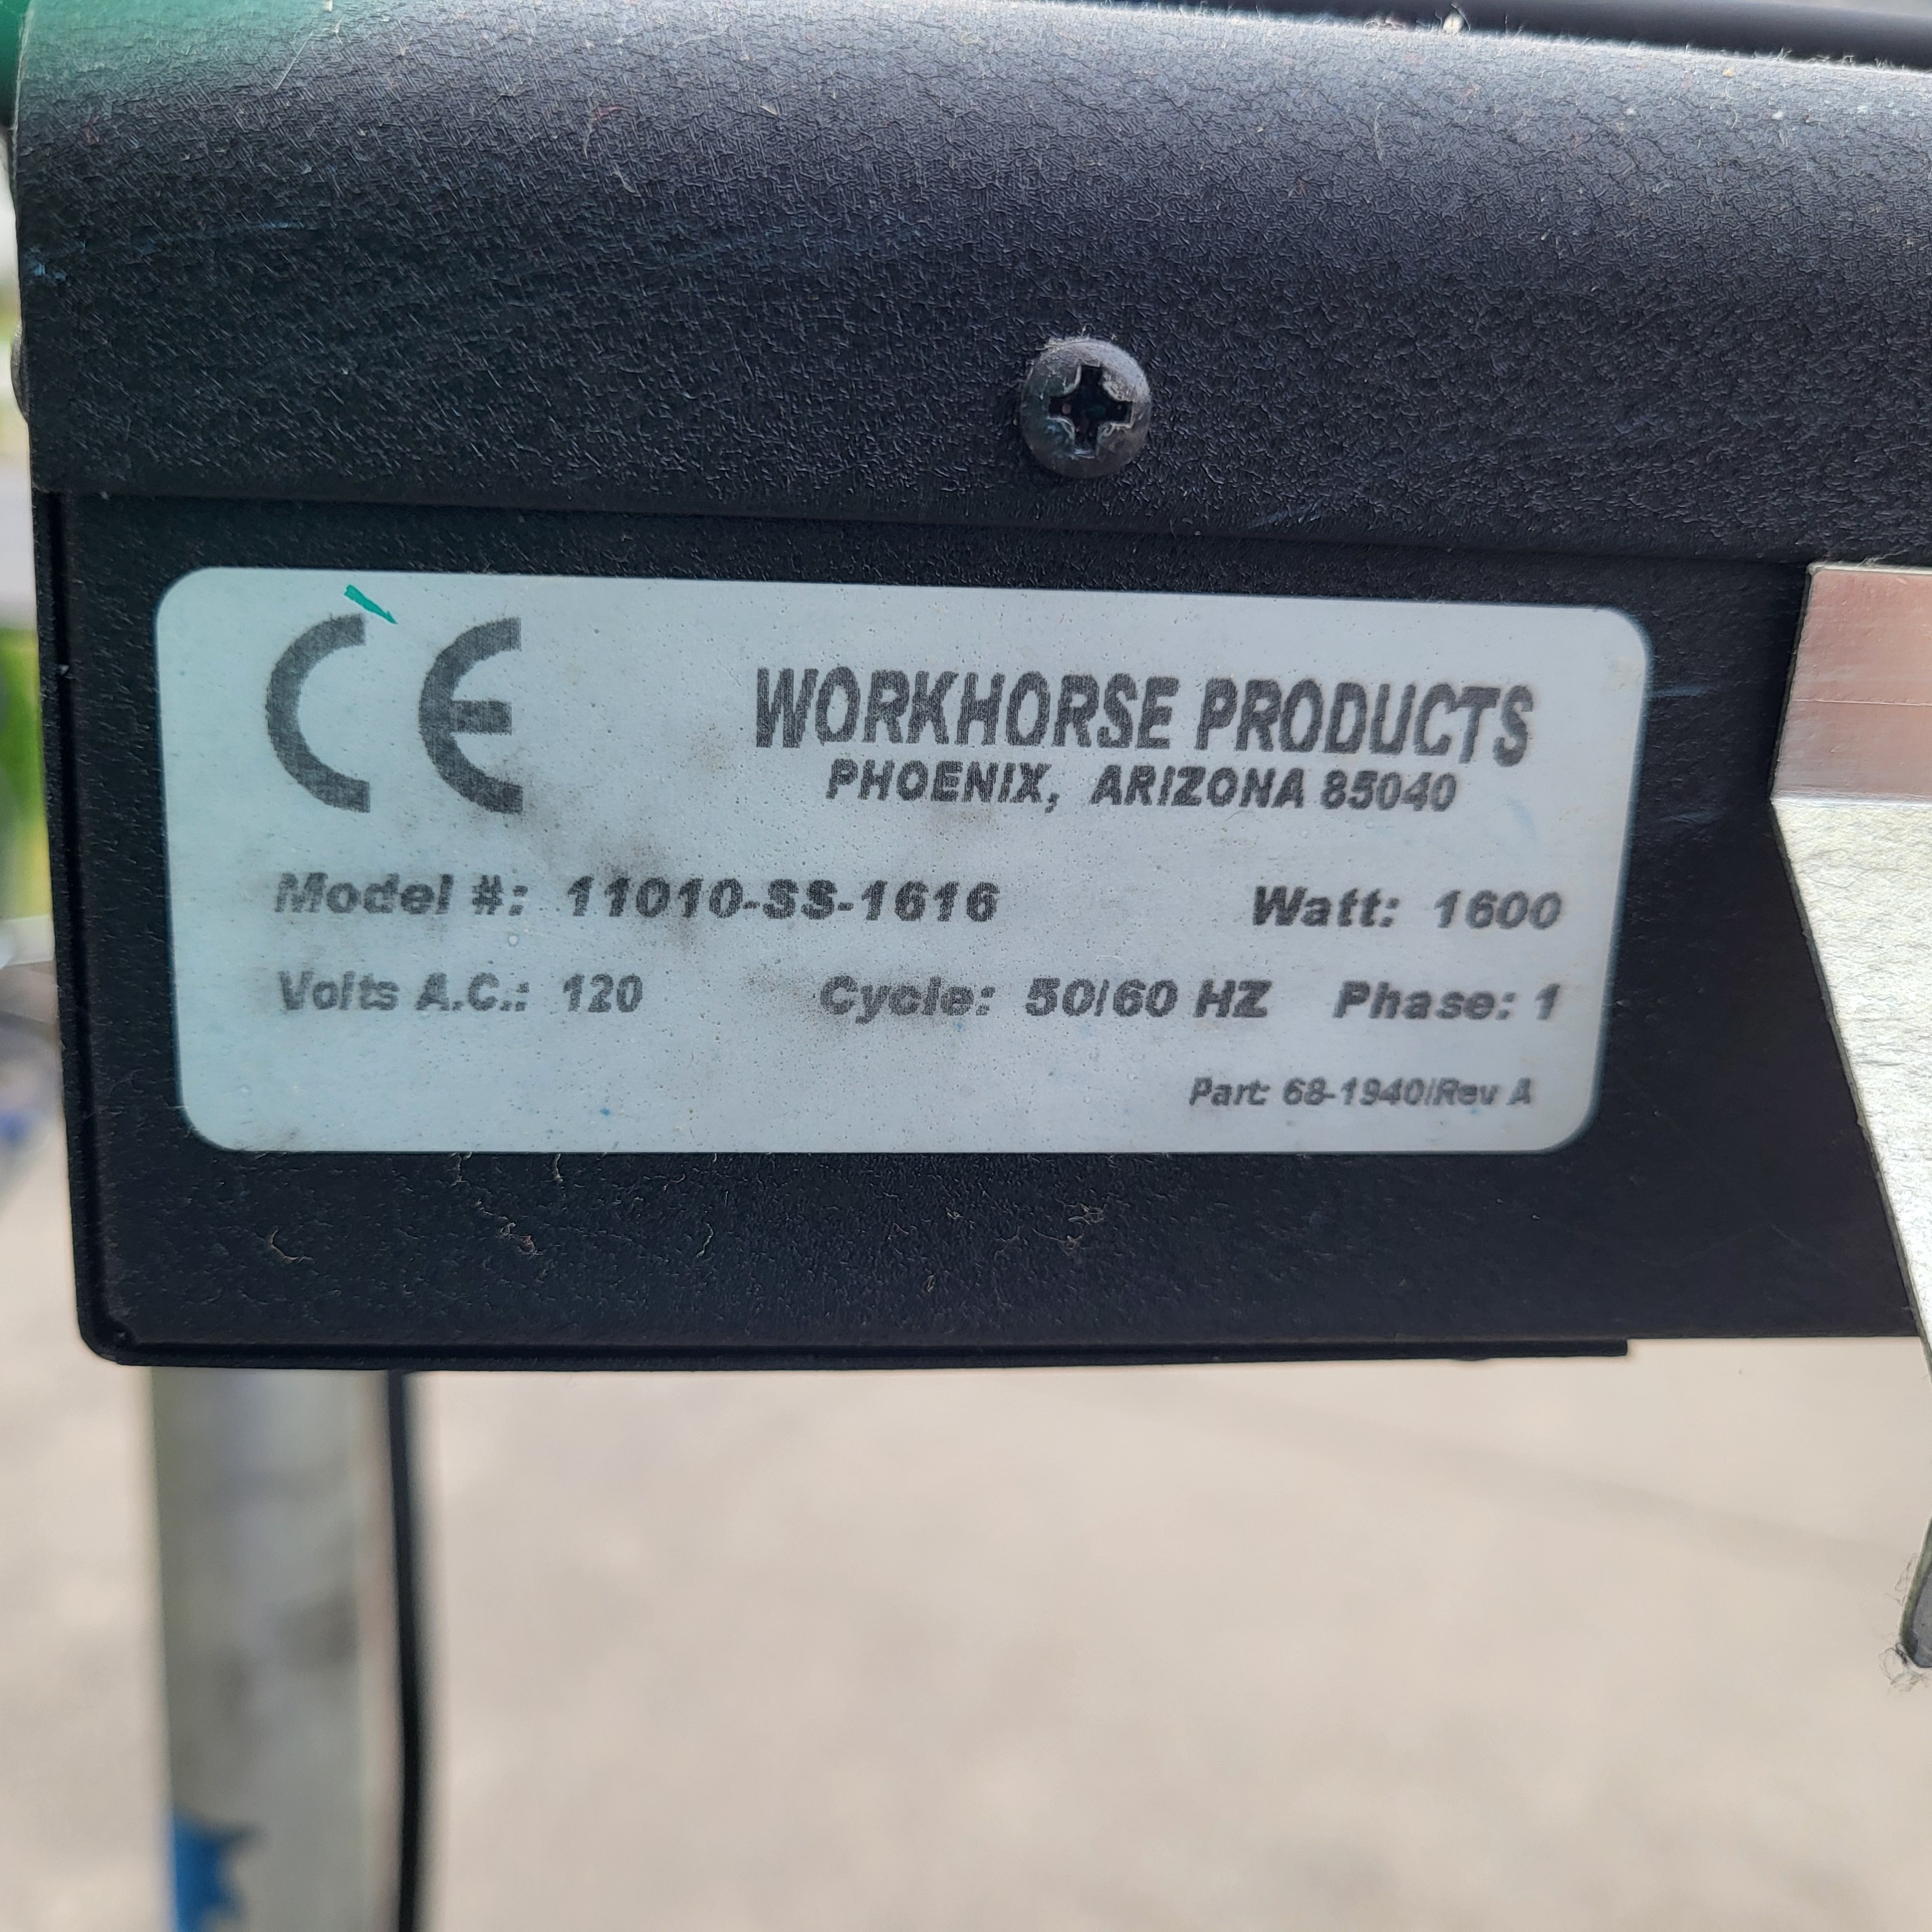 CE
WORKHORSE PRODUCTS
PHOENIX, ARIZONA 85040
Model #: 11010-SS-1616 Watt: 1600
Volts A.C.: 120 Cycle: 50/60 HZ Phase: 1
Part: 68-1940/Rev A